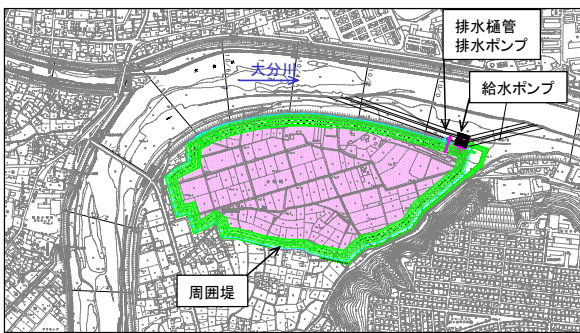 排水樋管
排水ポンプ
給水ポンプ
大分川
周囲堤